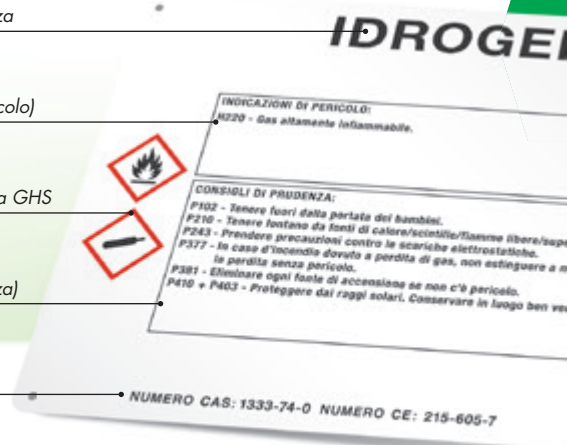 za
IDROGE
colo)
INDICAZIONI DI PERICOLO:
H220 - Gas altamente infiammabile.
a GHS
CONSIGLI DI PRUDENZA:
P102 - Tenere fuori dalla portata dei bambini.
P210 - Tenere lontano da fonti di calore/scintille/fiamme libere/supe
P243 - Prendere precauzioni contro le scariche elettrostatiche.
P377 - In caso d'incendio dovuto a perdita di gas, non estinguere a m
la perdita senza pericolo.
P381 - Eliminare ogni fonte di accensione se non c'è pericolo.
P410 + P403 - Proteggere dai raggi solari. Conservare in luogo ben ve
za)
NUMERO CAS: 1333-74-0 NUMERO CE: 215-605-7